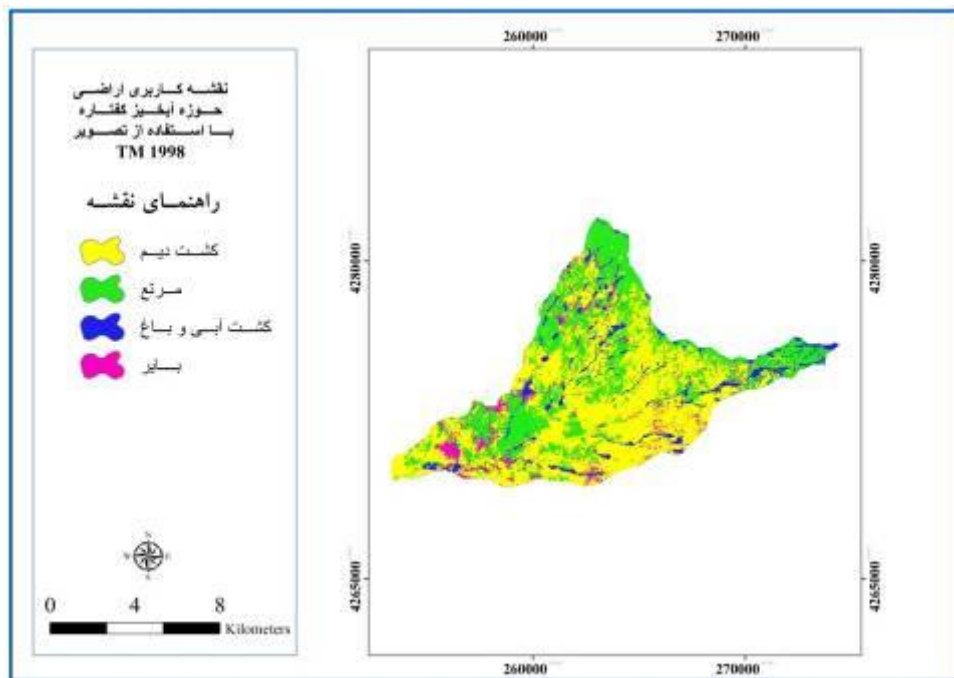 نقشه کاربری اراضی
حوزه آبخیز کفتاره
با استفاده از تصویر
TM 1998
راهنمای نقشه
کشت دیم
مرتع
کشت آبی و باغ
بایر
N
W E
S
0 4 8
Kilometers
260000 270000
4280000 4280000
4265000 4265000
260000 270000